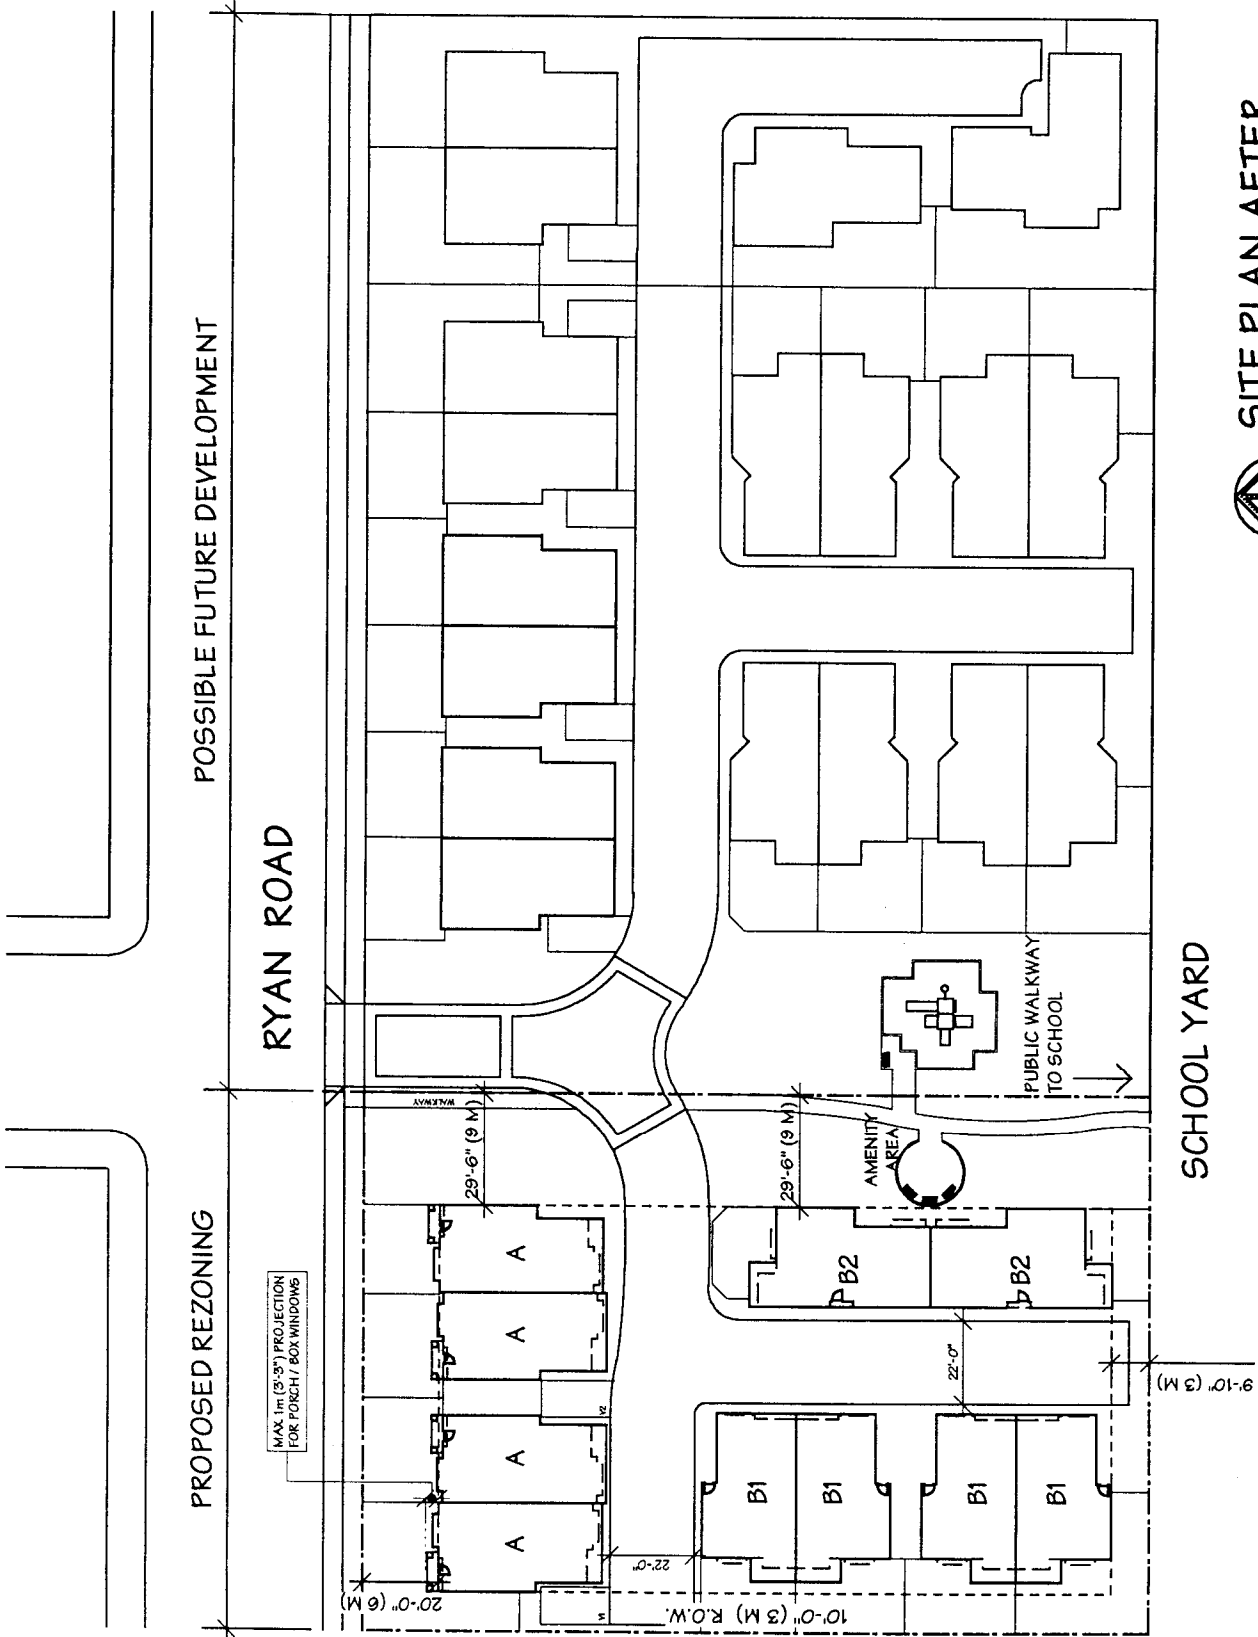 POSSIBLE FUTURE DEVELOPMENT
PROPOSED REZONING
RYAN ROAD
MAX 1m (3'-3") PROJECTION
FOR PORCH / BOX WINDOWS
WALKWAY
29'-6" (9 M)
29'-6" (9 M)
20'-0" (6 M)
A
A
A
A
V2
V1
22'-0"
10'-0" (3 M) R.O.W.
AMENITY
AREA
PUBLIC WALKWAY
TO SCHOOL
B2
B2
22'-0"
B1
B1
B1
B1
9'-10" (3 M)
SCHOOL YARD
SITE PLAN AFTER